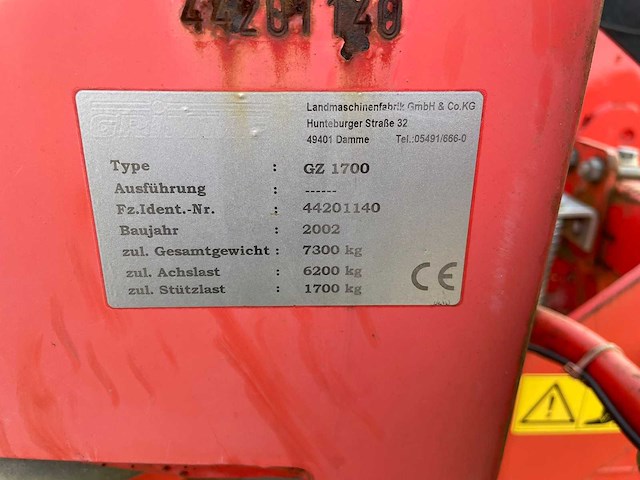 44201140
GRIMME
Landmaschinenfabrik GmbH & Co.KG
Hunteburger Straße 32
49401 Damme Tel.:05491/666-0
Type : GZ 1700
Ausführung : ------
Fz.Ident.-Nr. : 44201140
Baujahr : 2002
zul. Gesamtgewicht : 7300 kg
zul. Achslast : 6200 kg
zul. Stützlast : 1700 kg
CE